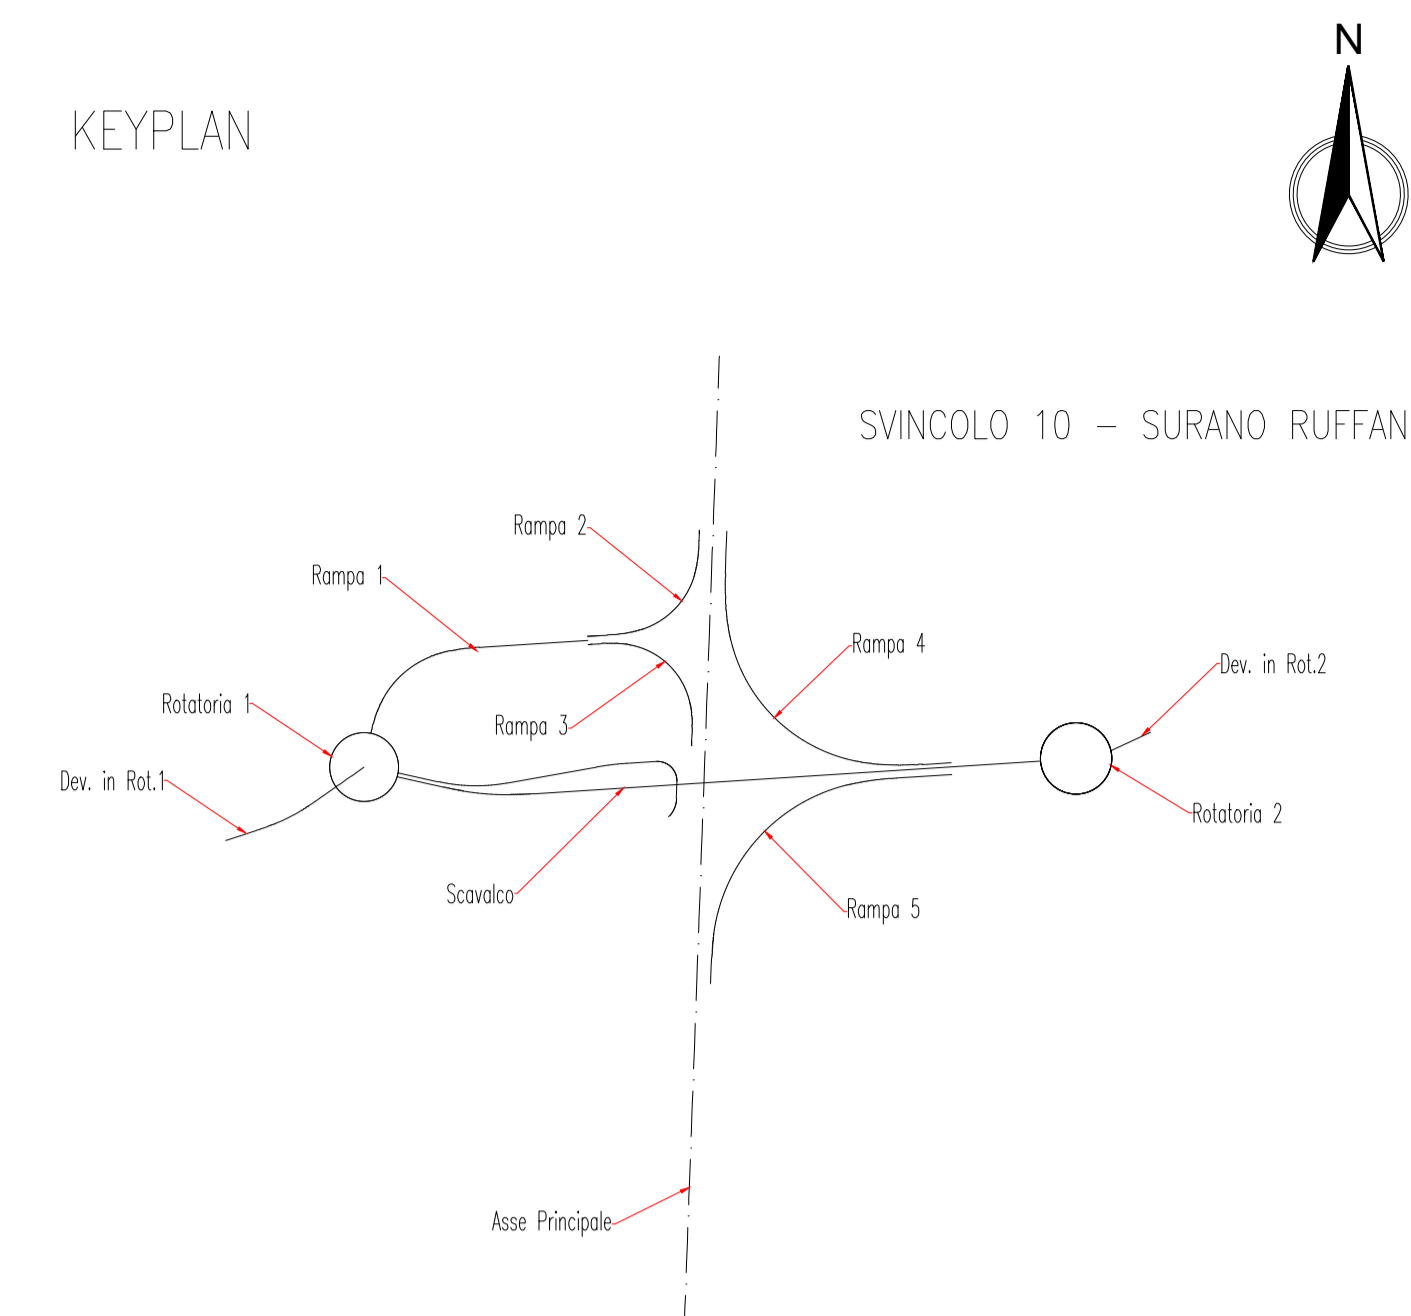 N
KEYPLAN
SVINCOLO 10 – SURANO RUFFAN
Rampa 2
Rampa 1
Rampa 4
Dev. in Rot.2
Rotatoria 1
Rampa 3
Dev. in Rot.1
Rotatoria 2
Scavalco
Rampa 5
Asse Principale